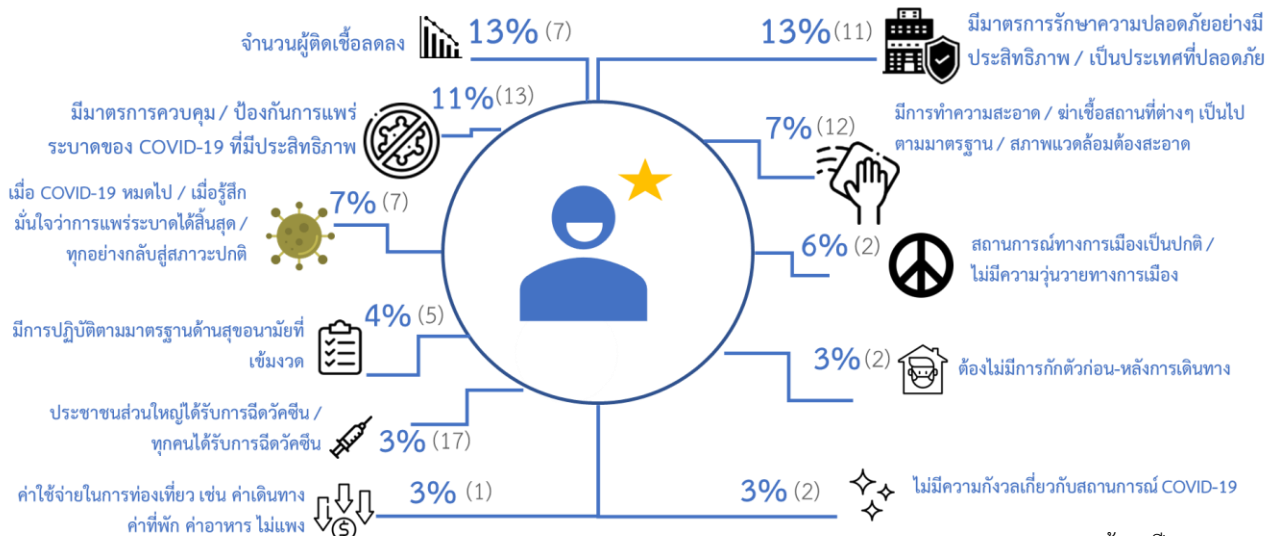 จำนวนผู้ติดเชื้อลดลง
13% (7)
มีมาตรการควบคุม / ป้องกันการแพร่
ระบาดของ COVID-19 ที่มีประสิทธิภาพ
11% (13)
เมื่อ COVID-19 หมดไป / เมื่อรู้สึก
มั่นใจว่าการแพร่ระบาดได้สิ้นสุด /
ทุกอย่างกลับสู่สภาวะปกติ
7% (7)
มีการปฏิบัติตามมาตรฐานด้านสุขอนามัยที่
เข้มงวด
4% (5)
ประชาชนส่วนใหญ่ได้รับการฉีดวัคซีน /
ทุกคนได้รับการฉีดวัคซีน
3% (17)
ค่าใช้จ่ายในการท่องเที่ยว เช่น ค่าเดินทาง
ค่าที่พัก ค่าอาหาร ไม่แพง
3% (1)
13% (11)
มีมาตรการรักษาความปลอดภัยอย่างมี
ประสิทธิภาพ / เป็นประเทศที่ปลอดภัย
7% (12)
มีการทำความสะอาด / ฆ่าเชื้อสถานที่ต่างๆ เป็นไป
ตามมาตรฐาน / สภาพแวดล้อมต้องสะอาด
6% (2)
สถานการณ์ทางการเมืองเป็นปกติ /
ไม่มีความวุ่นวายทางการเมือง
3% (2)
ต้องไม่มีการกักตัวก่อน-หลังการเดินทาง
3% (2)
ไม่มีความกังวลเกี่ยวกับสถานการณ์ COVID-19